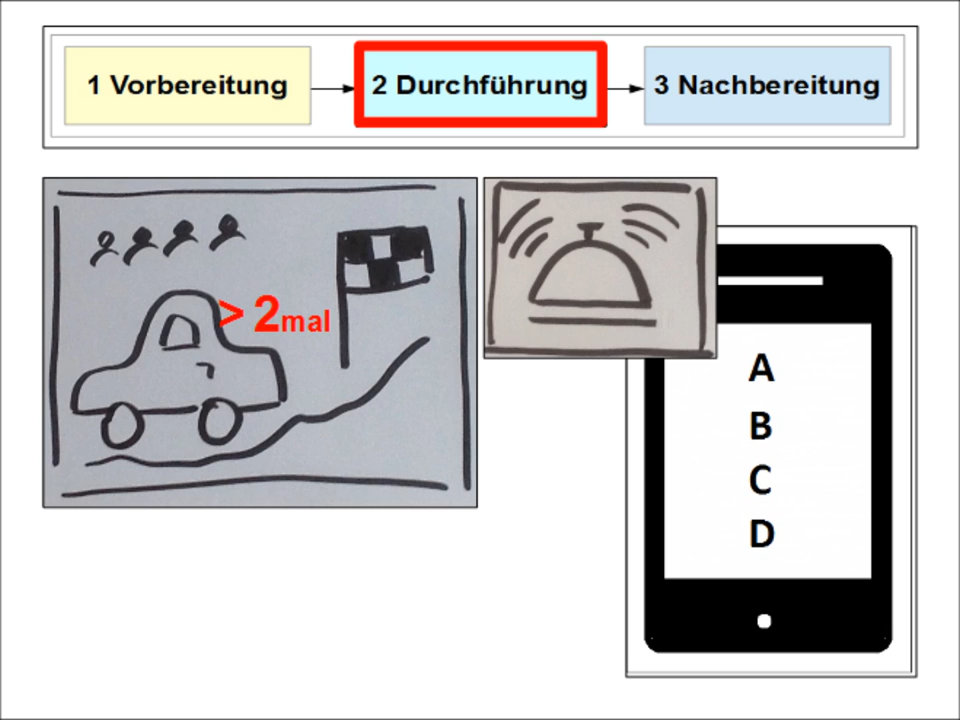 1 Vorbereitung
2 Durchführung
3 Nachbereitung
> 2mal
A
B
C
D